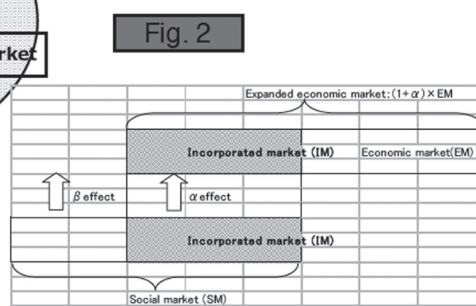 rket
Fig. 2
Expanded economic market:(1+α)×EM
Incorporated market (IM)
Economic market(EM)
β effect
α effect
Incorporated market (IM)
Social market (SM)